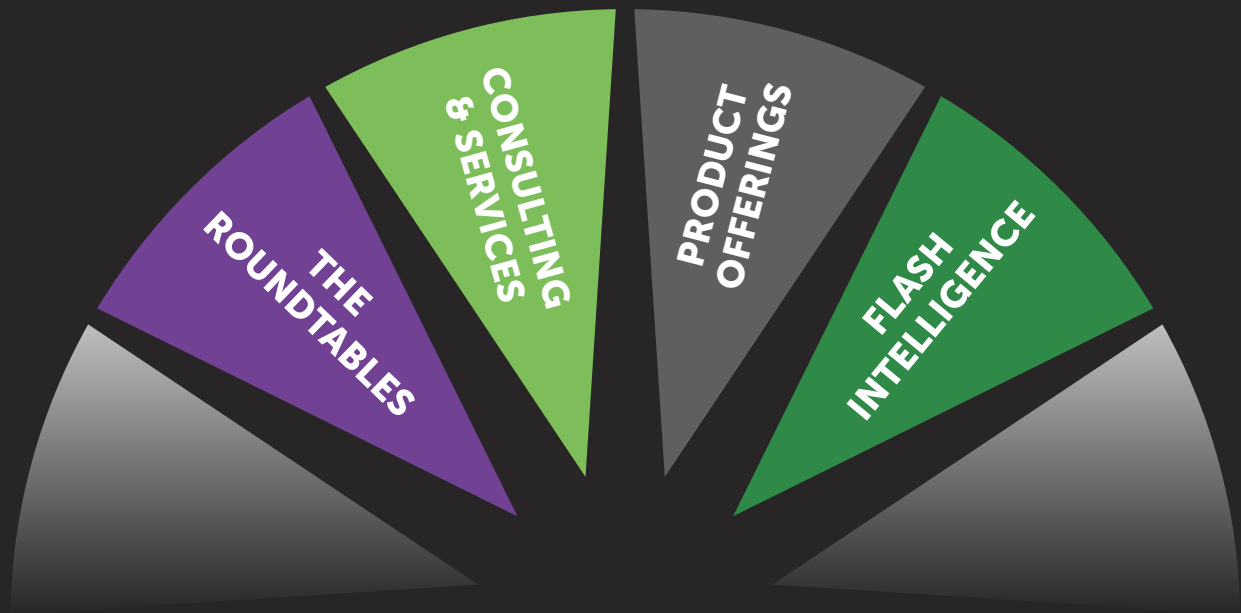 THE
ROUNDTABLES
CONSULTING
& SERVICES
PRODUCT
OFFERINGS
FLASH
INTELLIGENCE